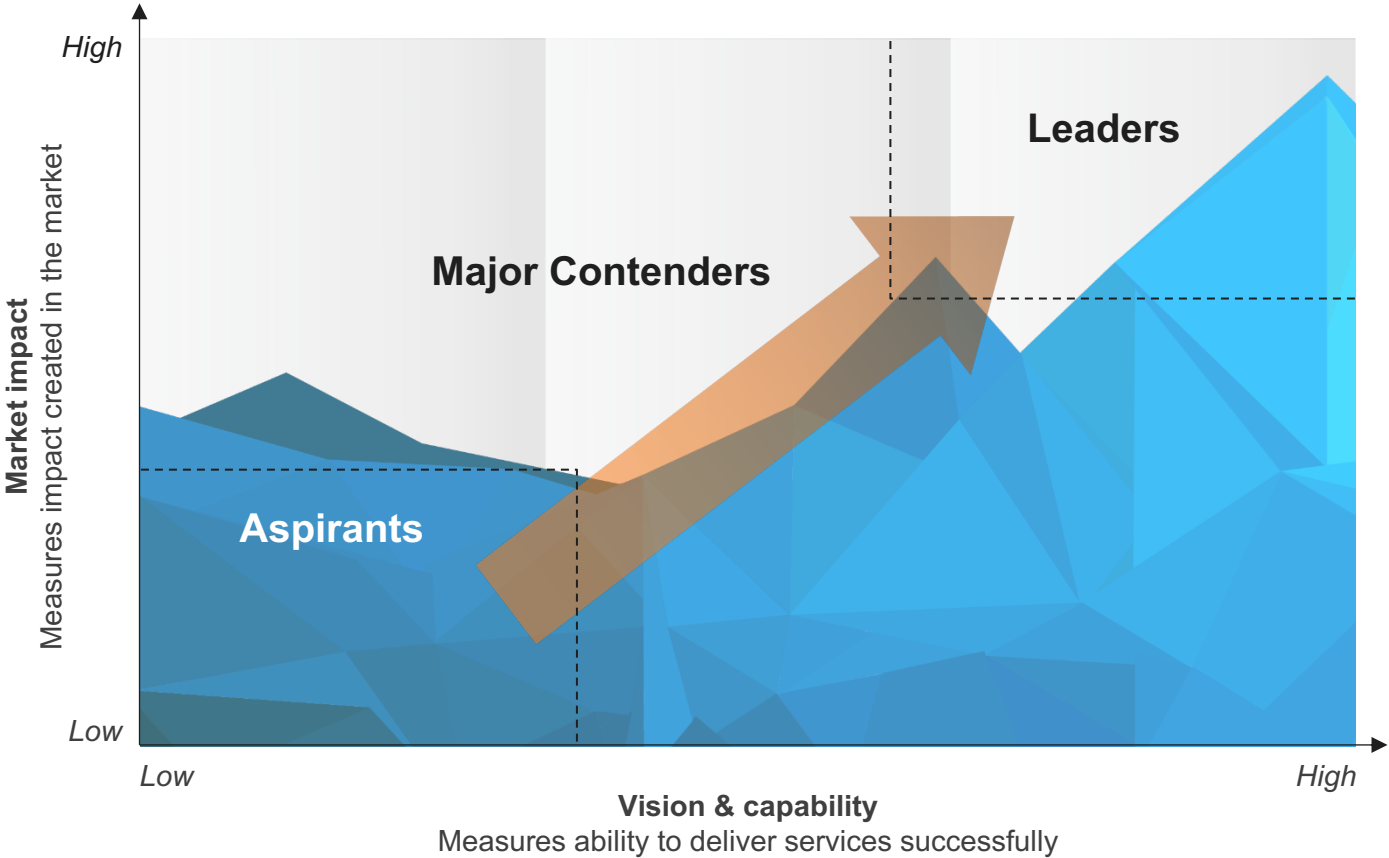 High
Leaders
Major Contenders
Market impact
Measures impact created in the market
Aspirants
Low
Low
High
Vision & capability
Measures ability to deliver services successfully